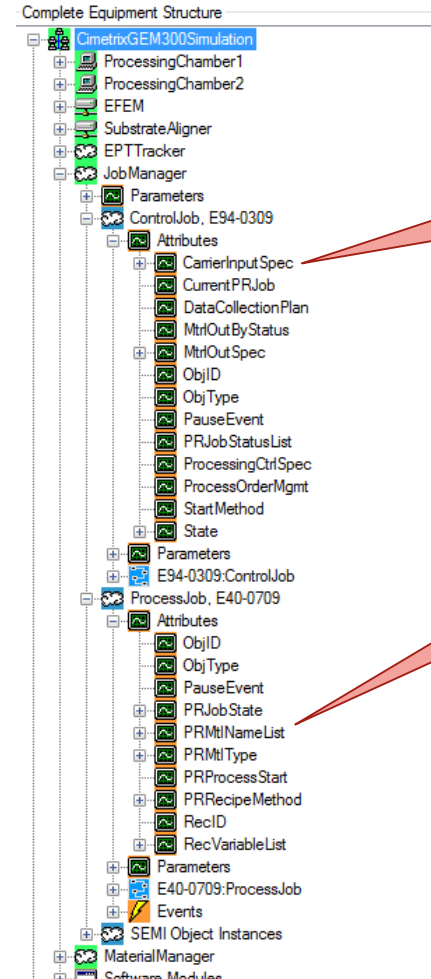 Complete Equipment Structure
CimetrixGEM300Simulation
ProcessingChamber1
ProcessingChamber2
EFEM
SubstrateAligner
EPTTracker
JobManager
Parameters
ControlJob, E94-0309
Attributes
CarrierInputSpec
CurrentPRJob
DataCollectionPlan
MtrlOutByStatus
MtrlOutSpec
ObjID
ObjType
PauseEvent
PRJobStatusList
ProcessingCtrlSpec
ProcessOrderMgmt
StartMethod
State
Parameters
E94-0309:ControlJob
ProcessJob, E40-0709
Attributes
ObjID
ObjType
PauseEvent
PRJobState
PRMtlNameList
PRMtlType
PRProcessStart
PRRecipeMethod
RecID
RecVariableList
Parameters
E40-0709:ProcessJob
Events
SEMI Object Instances
MaterialManager
Software Modules